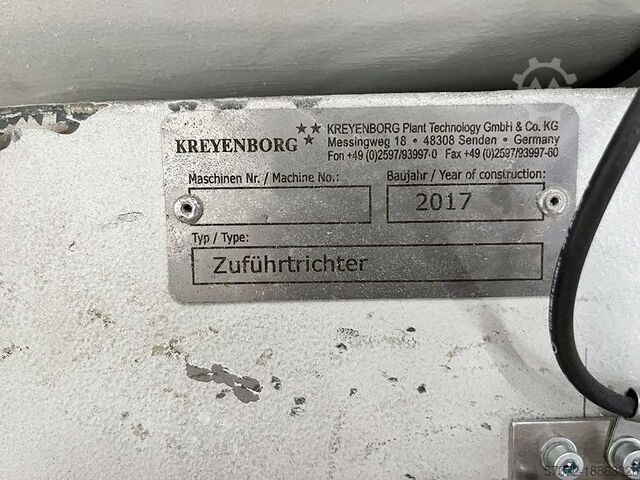 KREYENBORG
KREYENBORG Plant Technology GmbH & Co. KG
Messingweg 18 • 48308 Senden • Germany
Fon +49 (0)2597/93997-0 Fax +49 (0)2597/93997-60
Maschinen Nr. / Machine No.:
Baujahr / Year of construction:
2017
Typ / Type:
Zuführtrichter